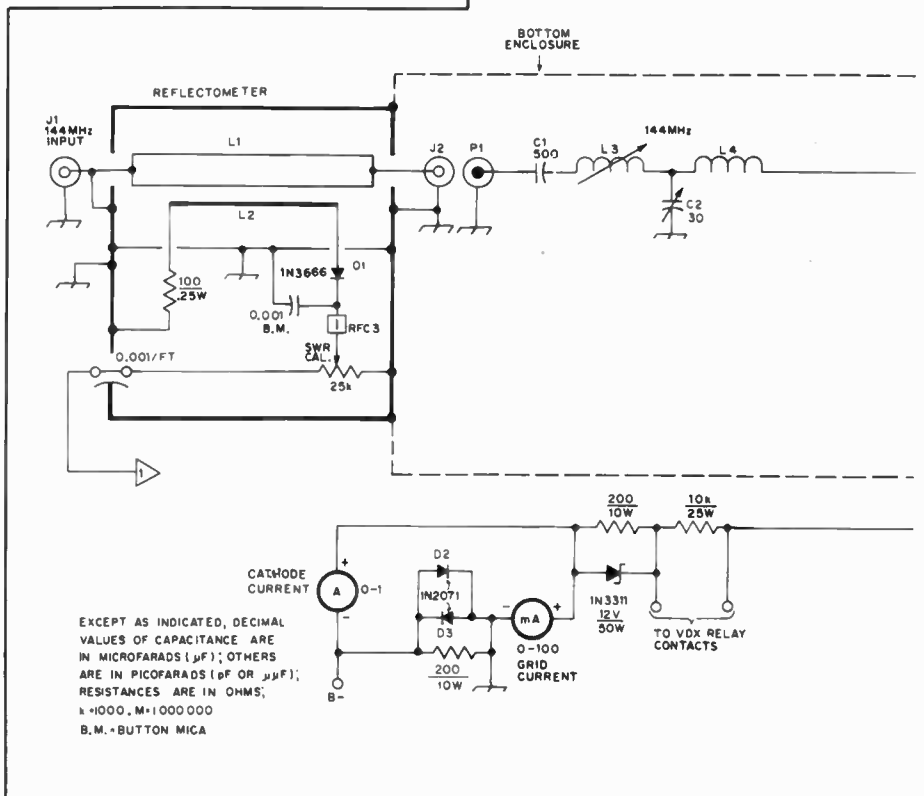 BOTTOM
ENCLOSURE
REFLECTOMETER
J1
144MHz
INPUT
L1
J2
P1
C1
500
L3
144MHz
L4
C2
30
L2
100
.25W
1N3666
D1
0.001
B.M.
RFC3
SWR
CAL.
25k
0.001/FT
1
200
10W
10k
25W
CATHODE
CURRENT
+
A
0-1
-
D2
1N2071
D3
200
10W
-
mA
+
0-100
GRID
CURRENT
1N3311
12V
50W
TO VOX RELAY
CONTACTS
B-
EXCEPT AS INDICATED, DECIMAL
VALUES OF CAPACITANCE ARE
IN MICROFARADS (µF); OTHERS
ARE IN PICOFARADS (pF OR µµF);
RESISTANCES ARE IN OHMS;
k=1000, M=1000000
B.M.=BUTTON MICA